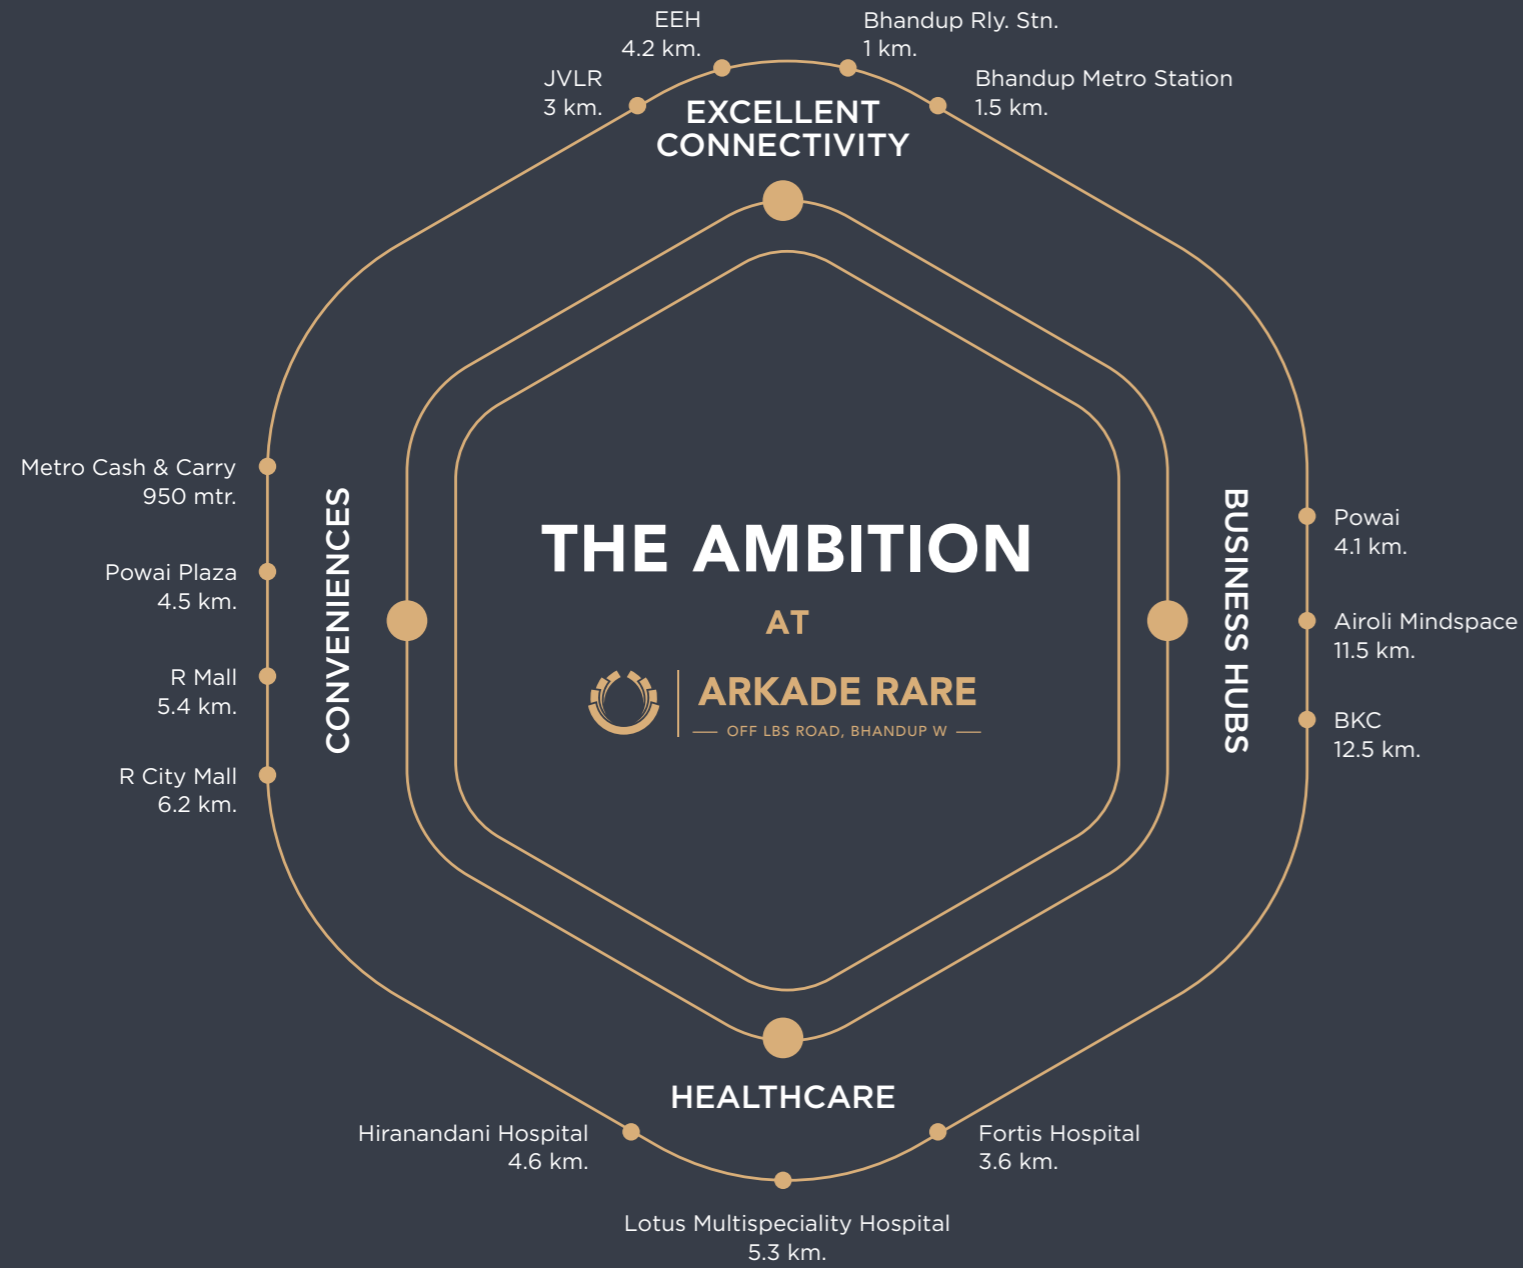 EEH
4.2 km.
Bhandup Rly. Stn.
1 km.
JVLR
3 km.
Bhandup Metro Station
1.5 km.
EXCELLENT
CONNECTIVITY
Metro Cash & Carry
950 mtr.
Powai Plaza
4.5 km.
R Mall
5.4 km.
R City Mall
6.2 km.
CONVENIENCES
THE AMBITION
AT
ARKADE RARE
OFF LBS ROAD, BHANDUP W
BUSINESS HUBS
Powai
4.1 km.
Airoli Mindspace
11.5 km.
BKC
12.5 km.
HEALTHCARE
Hiranandani Hospital
4.6 km.
Fortis Hospital
3.6 km.
Lotus Multispeciality Hospital
5.3 km.